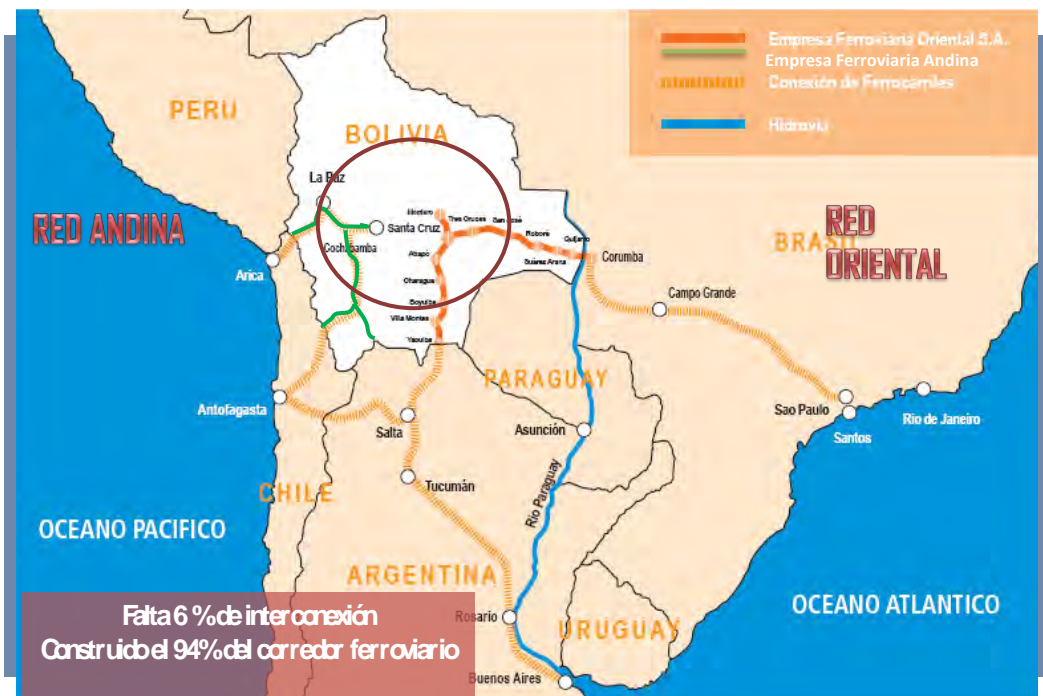 Empresa Ferroviaria Oriental S.A.
Empresa Ferroviaria Andina
Conexión de Ferrocarriles
Hidrovia
PERU
BOLIVIA
La Paz
RED ANDINA
Santa Cruz
Cochabamba
Montero
Tres Cruces
San José
Roboré
Quijarro
Suárez Arana
Corumba
BRASIL
RED
ORIENTAL
Arica
Abapó
Charagua
Boyuibe
Villa Montes
Yacuiba
Campo Grande
PARAGUAY
Antofagasta
Salta
Asunción
Sao Paulo
Santos
Rio de Janeiro
Tucumán
Rio Paraguay
CHILE
OCEANO PACIFICO
ARGENTINA
OCEANO ATLANTICO
Rosario
URUGUAY
Buenos Aires
Falta 6 % de interconexión
Construido el 94% del corredor ferroviario